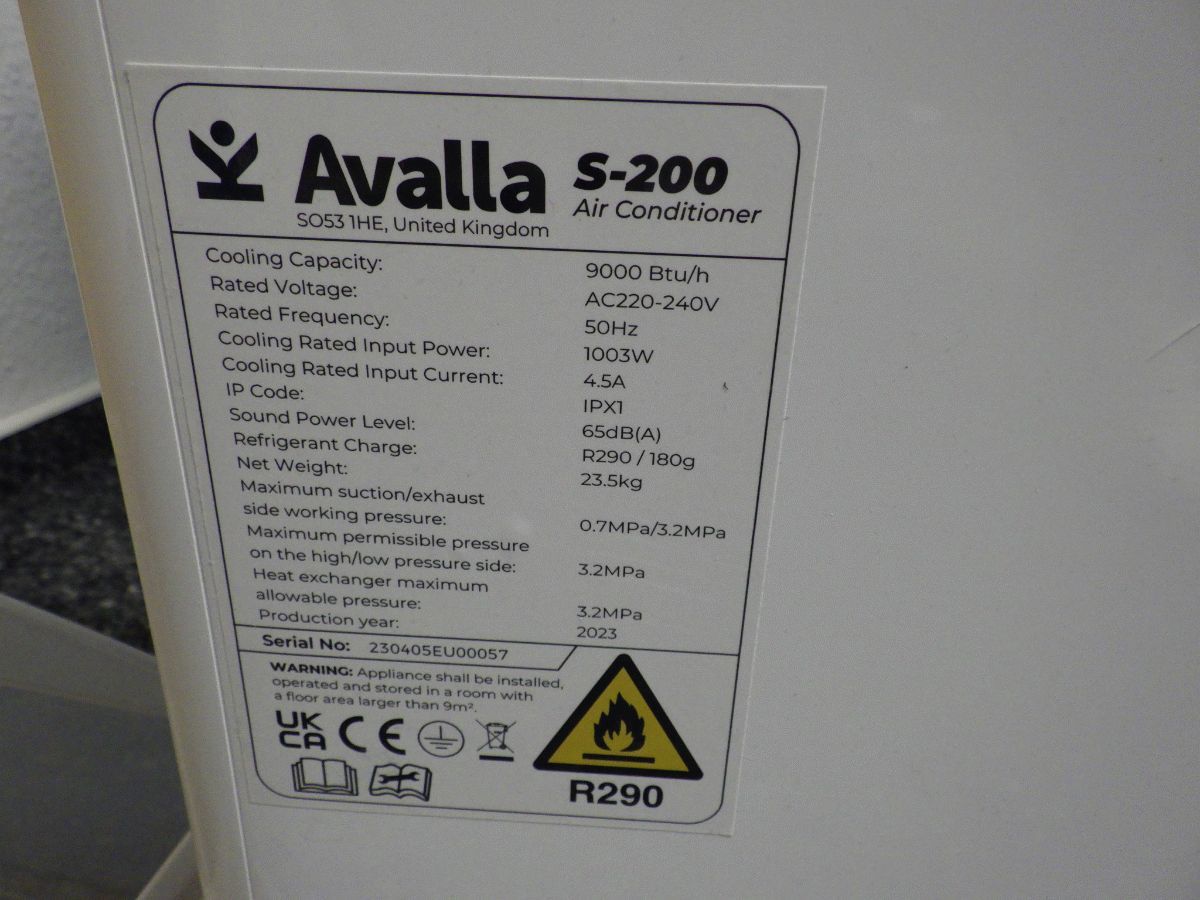 Avalla S-200
SO53 1HE, United Kingdom Air Conditioner
Cooling Capacity: 9000 Btu/h
Rated Voltage: AC220-240V
Rated Frequency: 50Hz
Cooling Rated Input Power: 1003W
Cooling Rated Input Current: 4.5A
IP Code: IPX1
Sound Power Level: 65dB(A)
Refrigerant Charge: R290 / 180g
Net Weight: 23.5kg
Maximum suction/exhaust
side working pressure: 0.7MPa/3.2MPa
Maximum permissible pressure
on the high/low pressure side: 3.2MPa
Heat exchanger maximum
allowable pressure: 3.2MPa
Production year: 2023
Serial No: 230405EU00057
WARNING: Appliance shall be installed,
operated and stored in a room with
a floor area larger than 9m².
UK
CA CE
R290